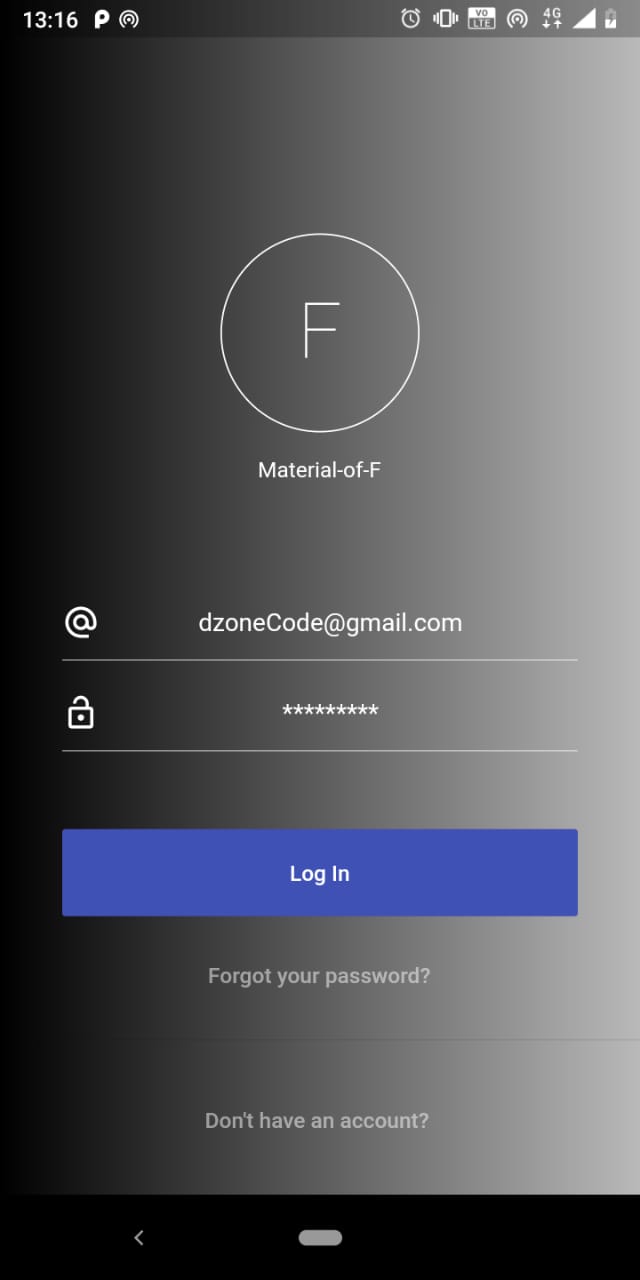 13:16 VO LTE 4G
F
Material-of-F
dzoneCode@gmail.com
*********
Log In
Forgot your password?
Don't have an account?